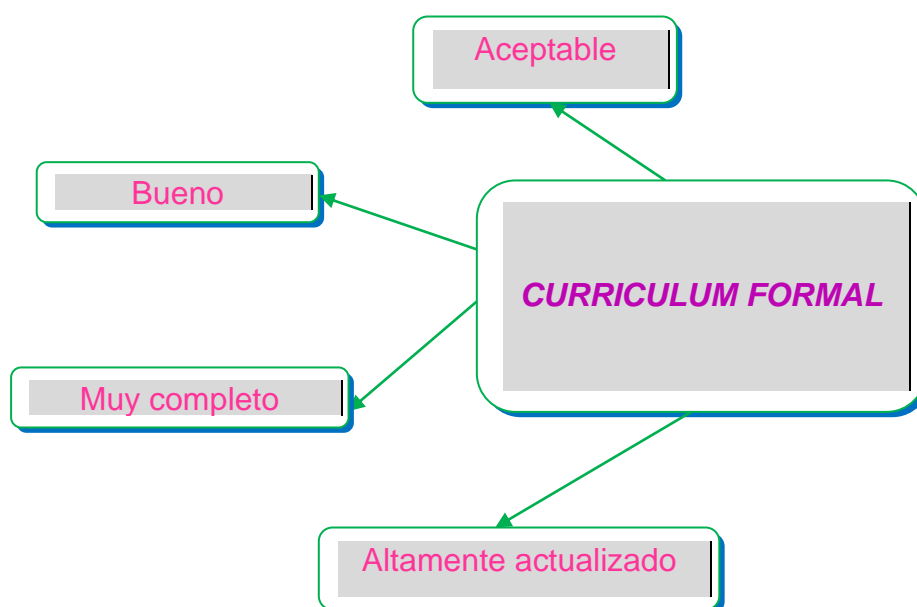 Aceptable
Bueno
CURRICULUM FORMAL
Muy completo
Altamente actualizado